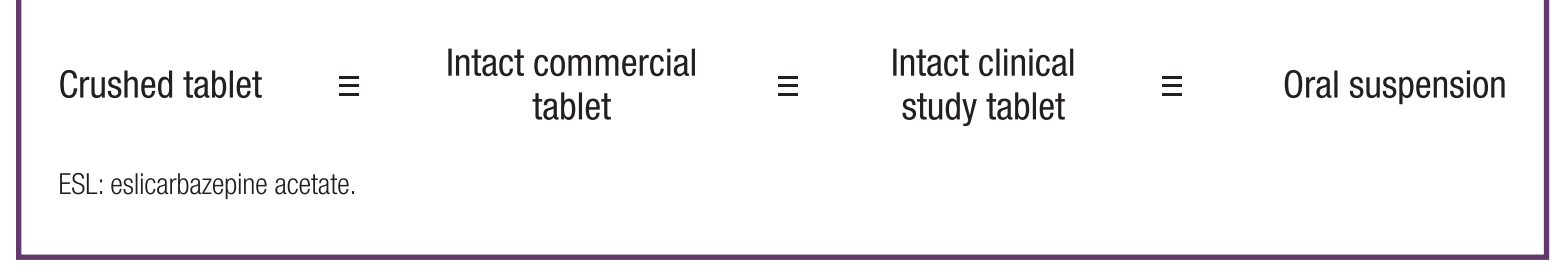 Crushed tablet ≡ Intact commercial tablet ≡ Intact clinical study tablet ≡ Oral suspension
ESL: eslicarbazepine acetate.